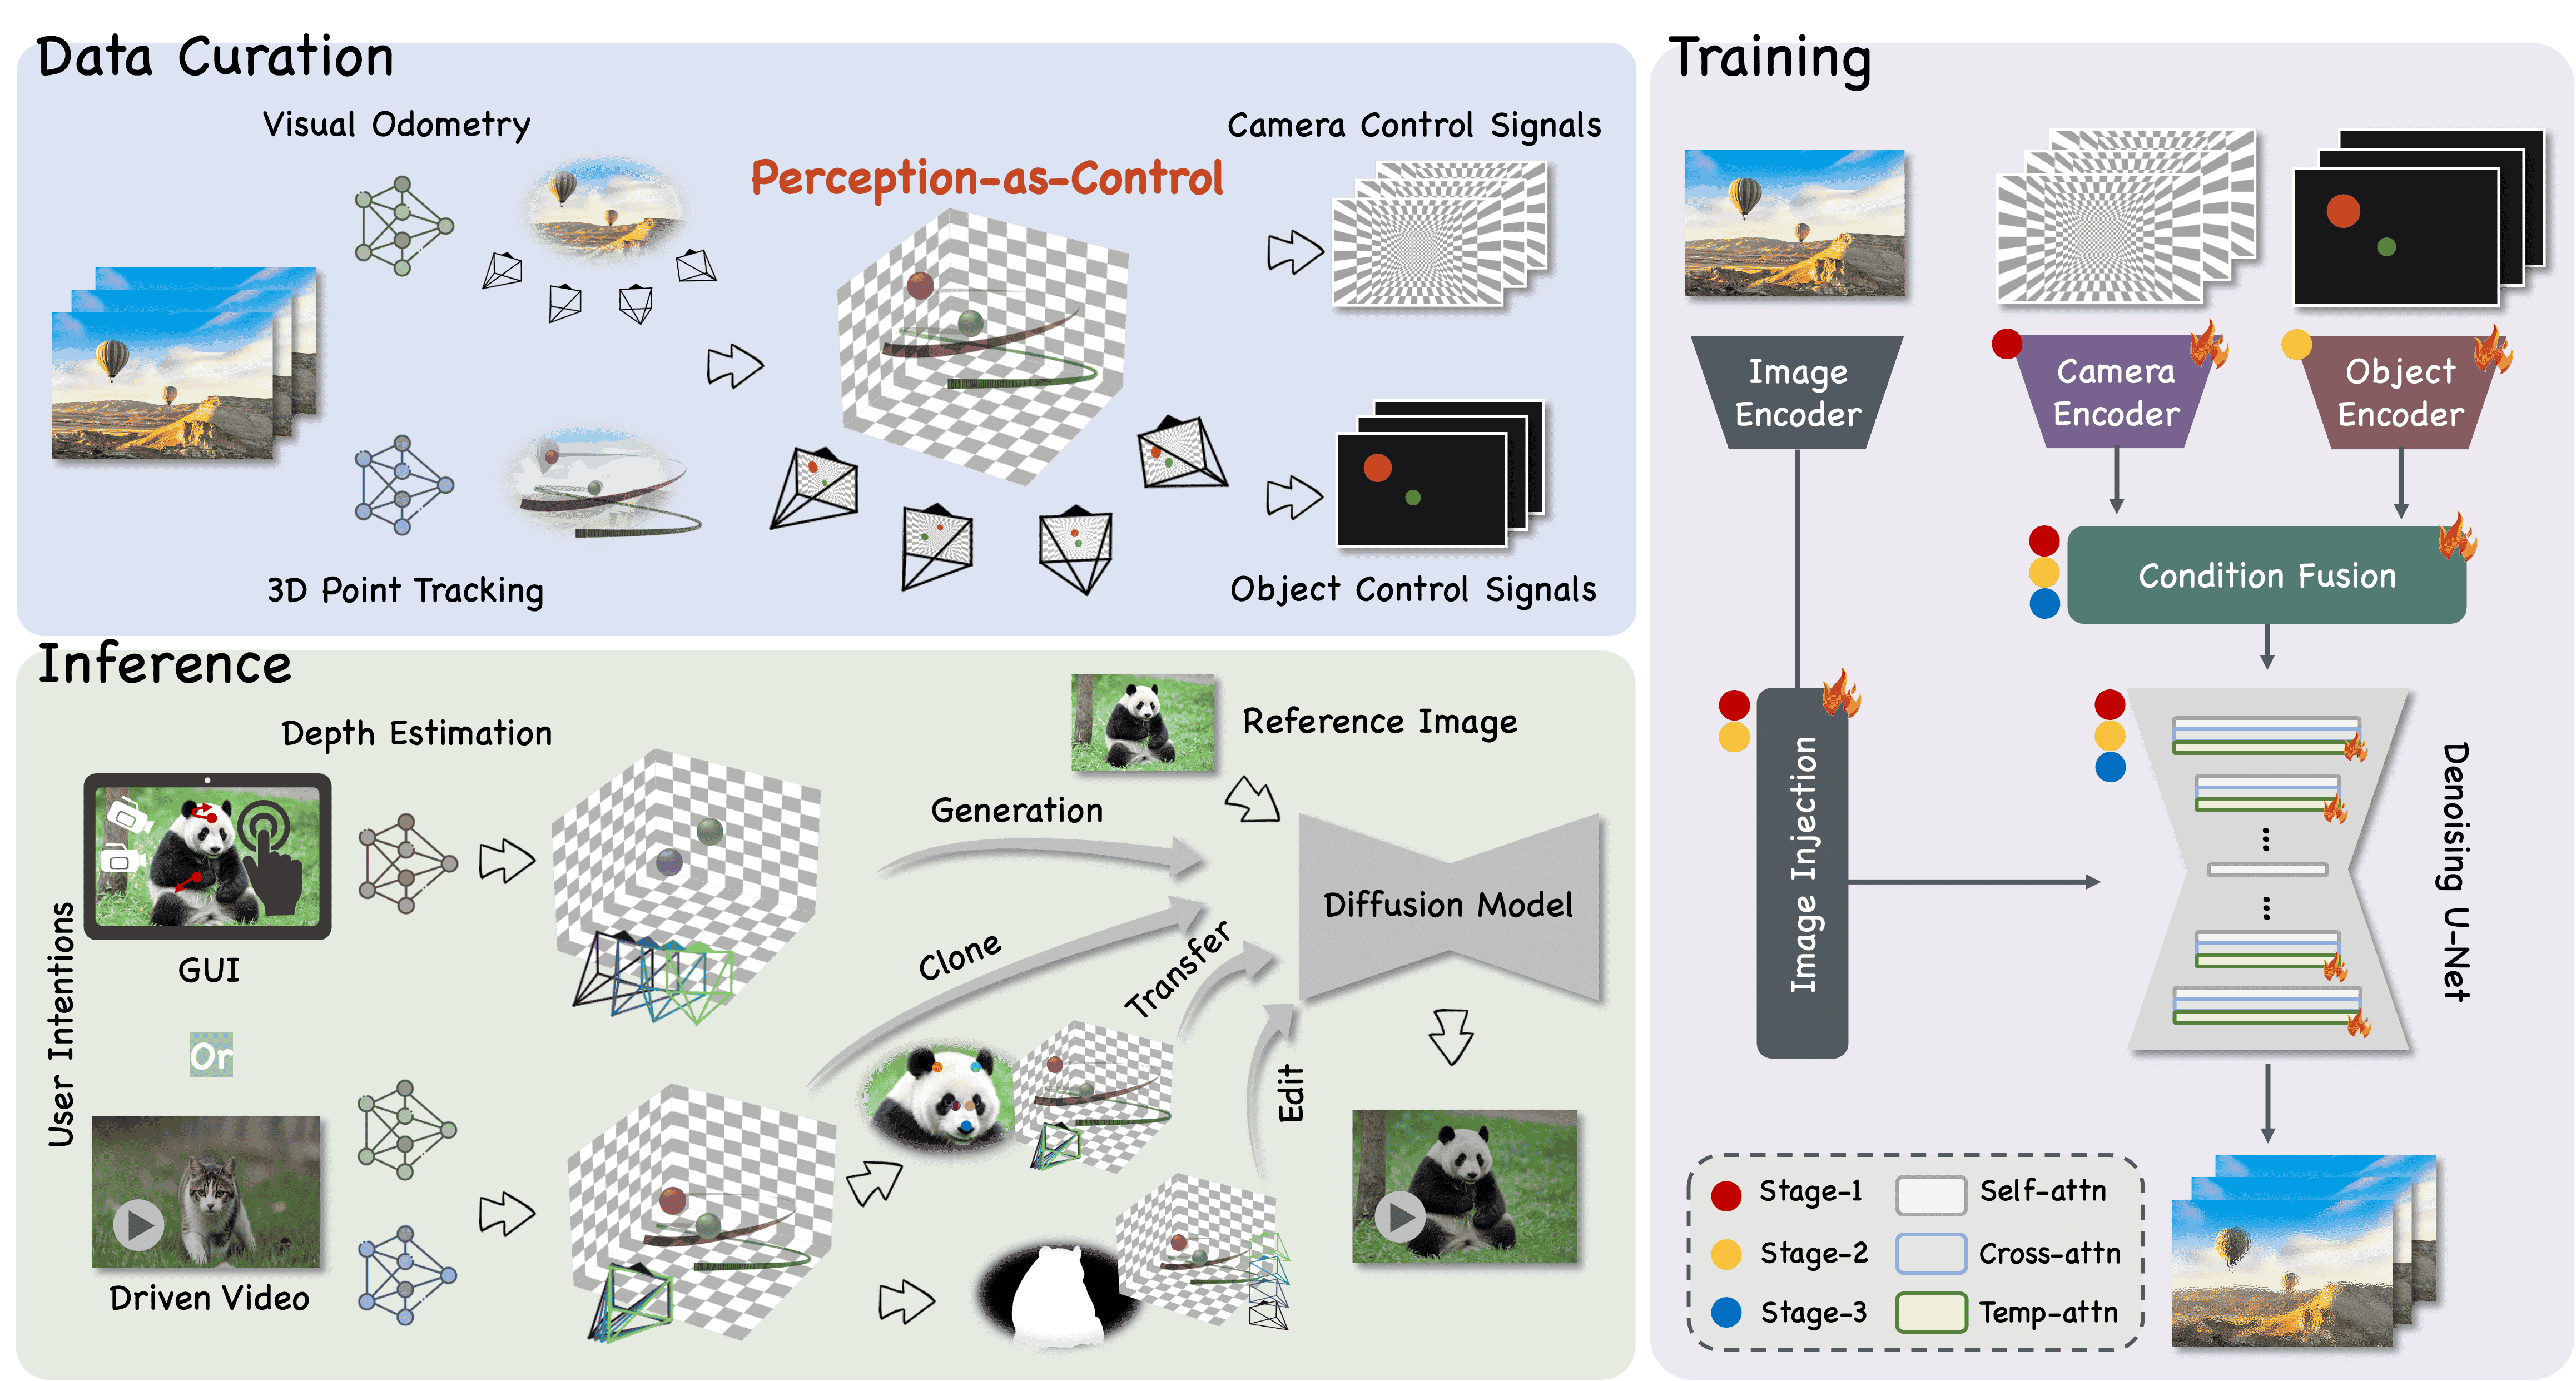 Data Curation
Visual Odometry
3D Point Tracking
Perception-as-Control
Camera Control Signals
Object Control Signals
Inference
User Intentions
Depth Estimation
GUI
Or
Driven Video
Generation
Clone
Transfer
Edit
Reference Image
Diffusion Model
Training
Image
Encoder
Camera
Encoder
Object
Encoder
Condition Fusion
Image Injection
...
...
Denoising U-Net
Stage-1
Self-attn
Stage-2
Cross-attn
Stage-3
Temp-attn